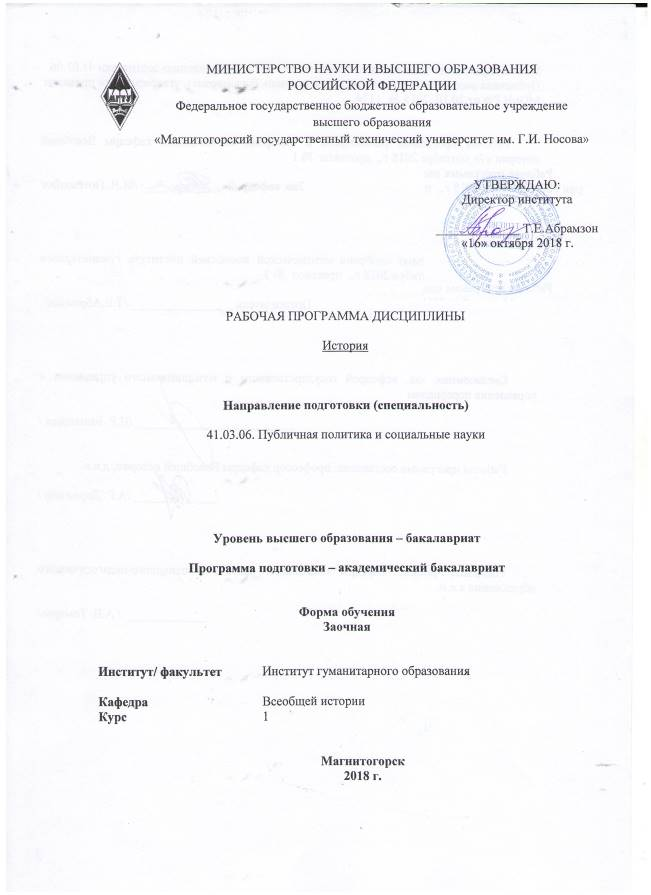 МИНИСТЕРСТВО НАУКИ И ВЫСШЕГО ОБРАЗОВАНИЯ
РОССИЙСКОЙ ФЕДЕРАЦИИ
Федеральное государственное бюджетное образовательное учреждение
высшего образования
«Магнитогорский государственный технический университет им. Г.И. Носова»
УТВЕРЖДАЮ:
Директор института
Т.Е.Абрамзон
«16» октября 2018 г.
РАБОЧАЯ ПРОГРАММА ДИСЦИПЛИНЫ
История
Направление подготовки (специальность)
41.03.06. Публичная политика и социальные науки
Уровень высшего образования – бакалавриат
Программа подготовки – академический бакалавриат
Форма обучения
Заочная
Институт/ факультет Институт гуманитарного образования
Кафедра Всеобщей истории
Курс 1
Магнитогорск
2018 г.